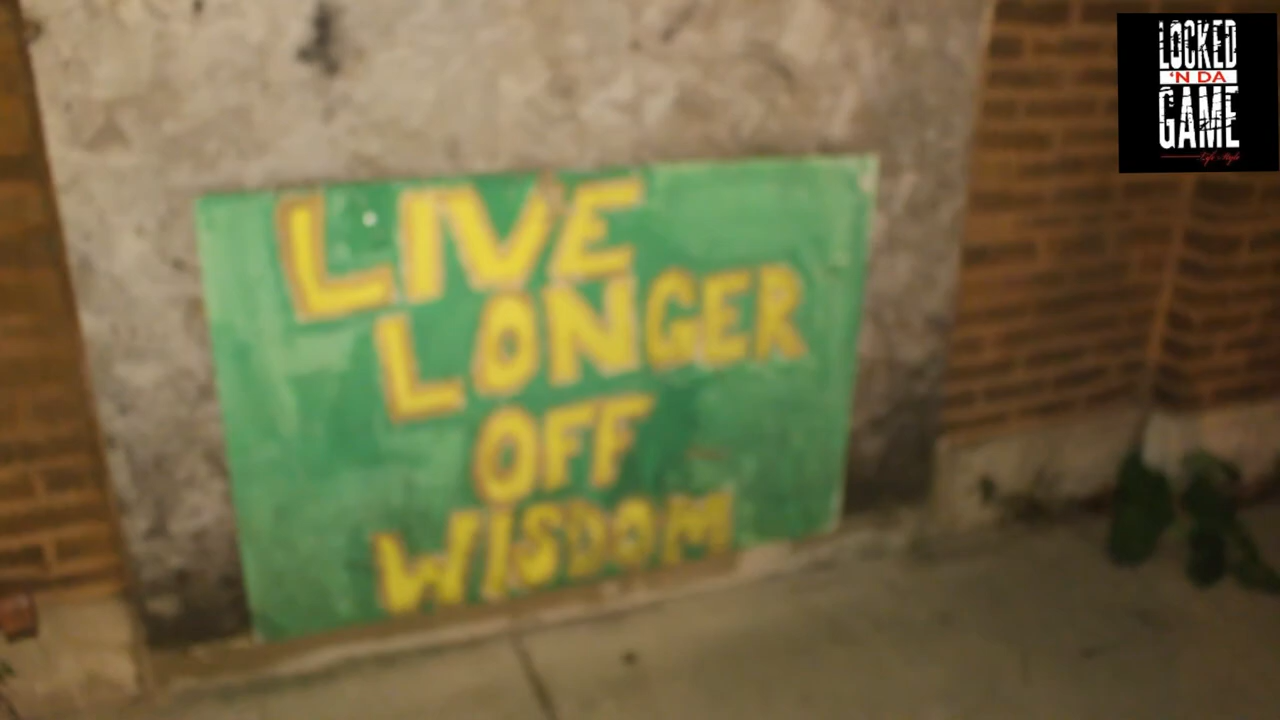 LIVE
LONGER
OFF
WISDOM
LOCKED
'N DA
GAME